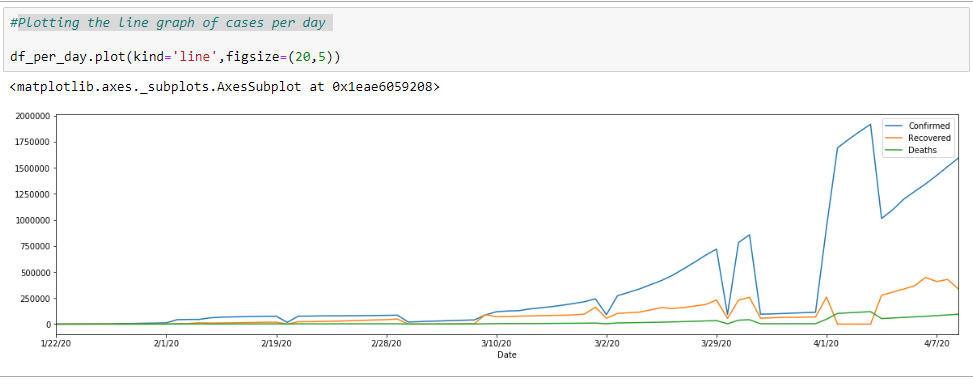 #Plotting the line graph of cases per day
df_per_day.plot(kind='line',figsize=(20,5))
<matplotlib.axes._subplots.AxesSubplot at 0x1eae6059208>
2000000
1750000
1500000
1250000
1000000
750000
500000
250000
0
Confirmed
Recovered
Deaths
1/22/20 2/1/20 2/19/20 2/28/20 3/10/20 3/2/20 3/29/20 4/1/20 4/7/20
Date